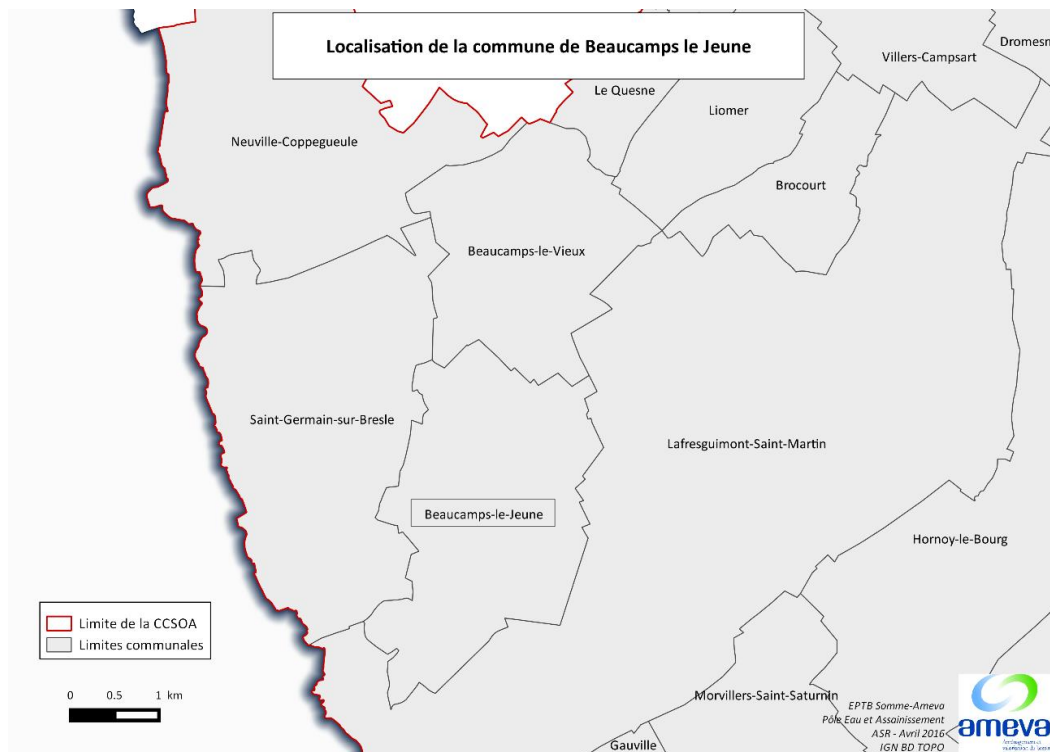 Localisation de la commune de Beaucamps le Jeune
Dromesn
Villers-Campsart
Le Quesne
Liomer
Neuville-Coppegueule
Brocourt
Beaucamps-le-Vieux
Saint-Germain-sur-Bresle
Lafresguimont-Saint-Martin
Beaucamps-le-Jeune
Hornoy-le-Bourg
Limite de la CCSOA
Limites communales
0 0.5 1 km
Morvillers-Saint-Saturnin
Gauville
EPTB Somme-Ameva
Pôle Eau et Assainissement
ASR - Avril 2016
IGN BD TOPO
ameva